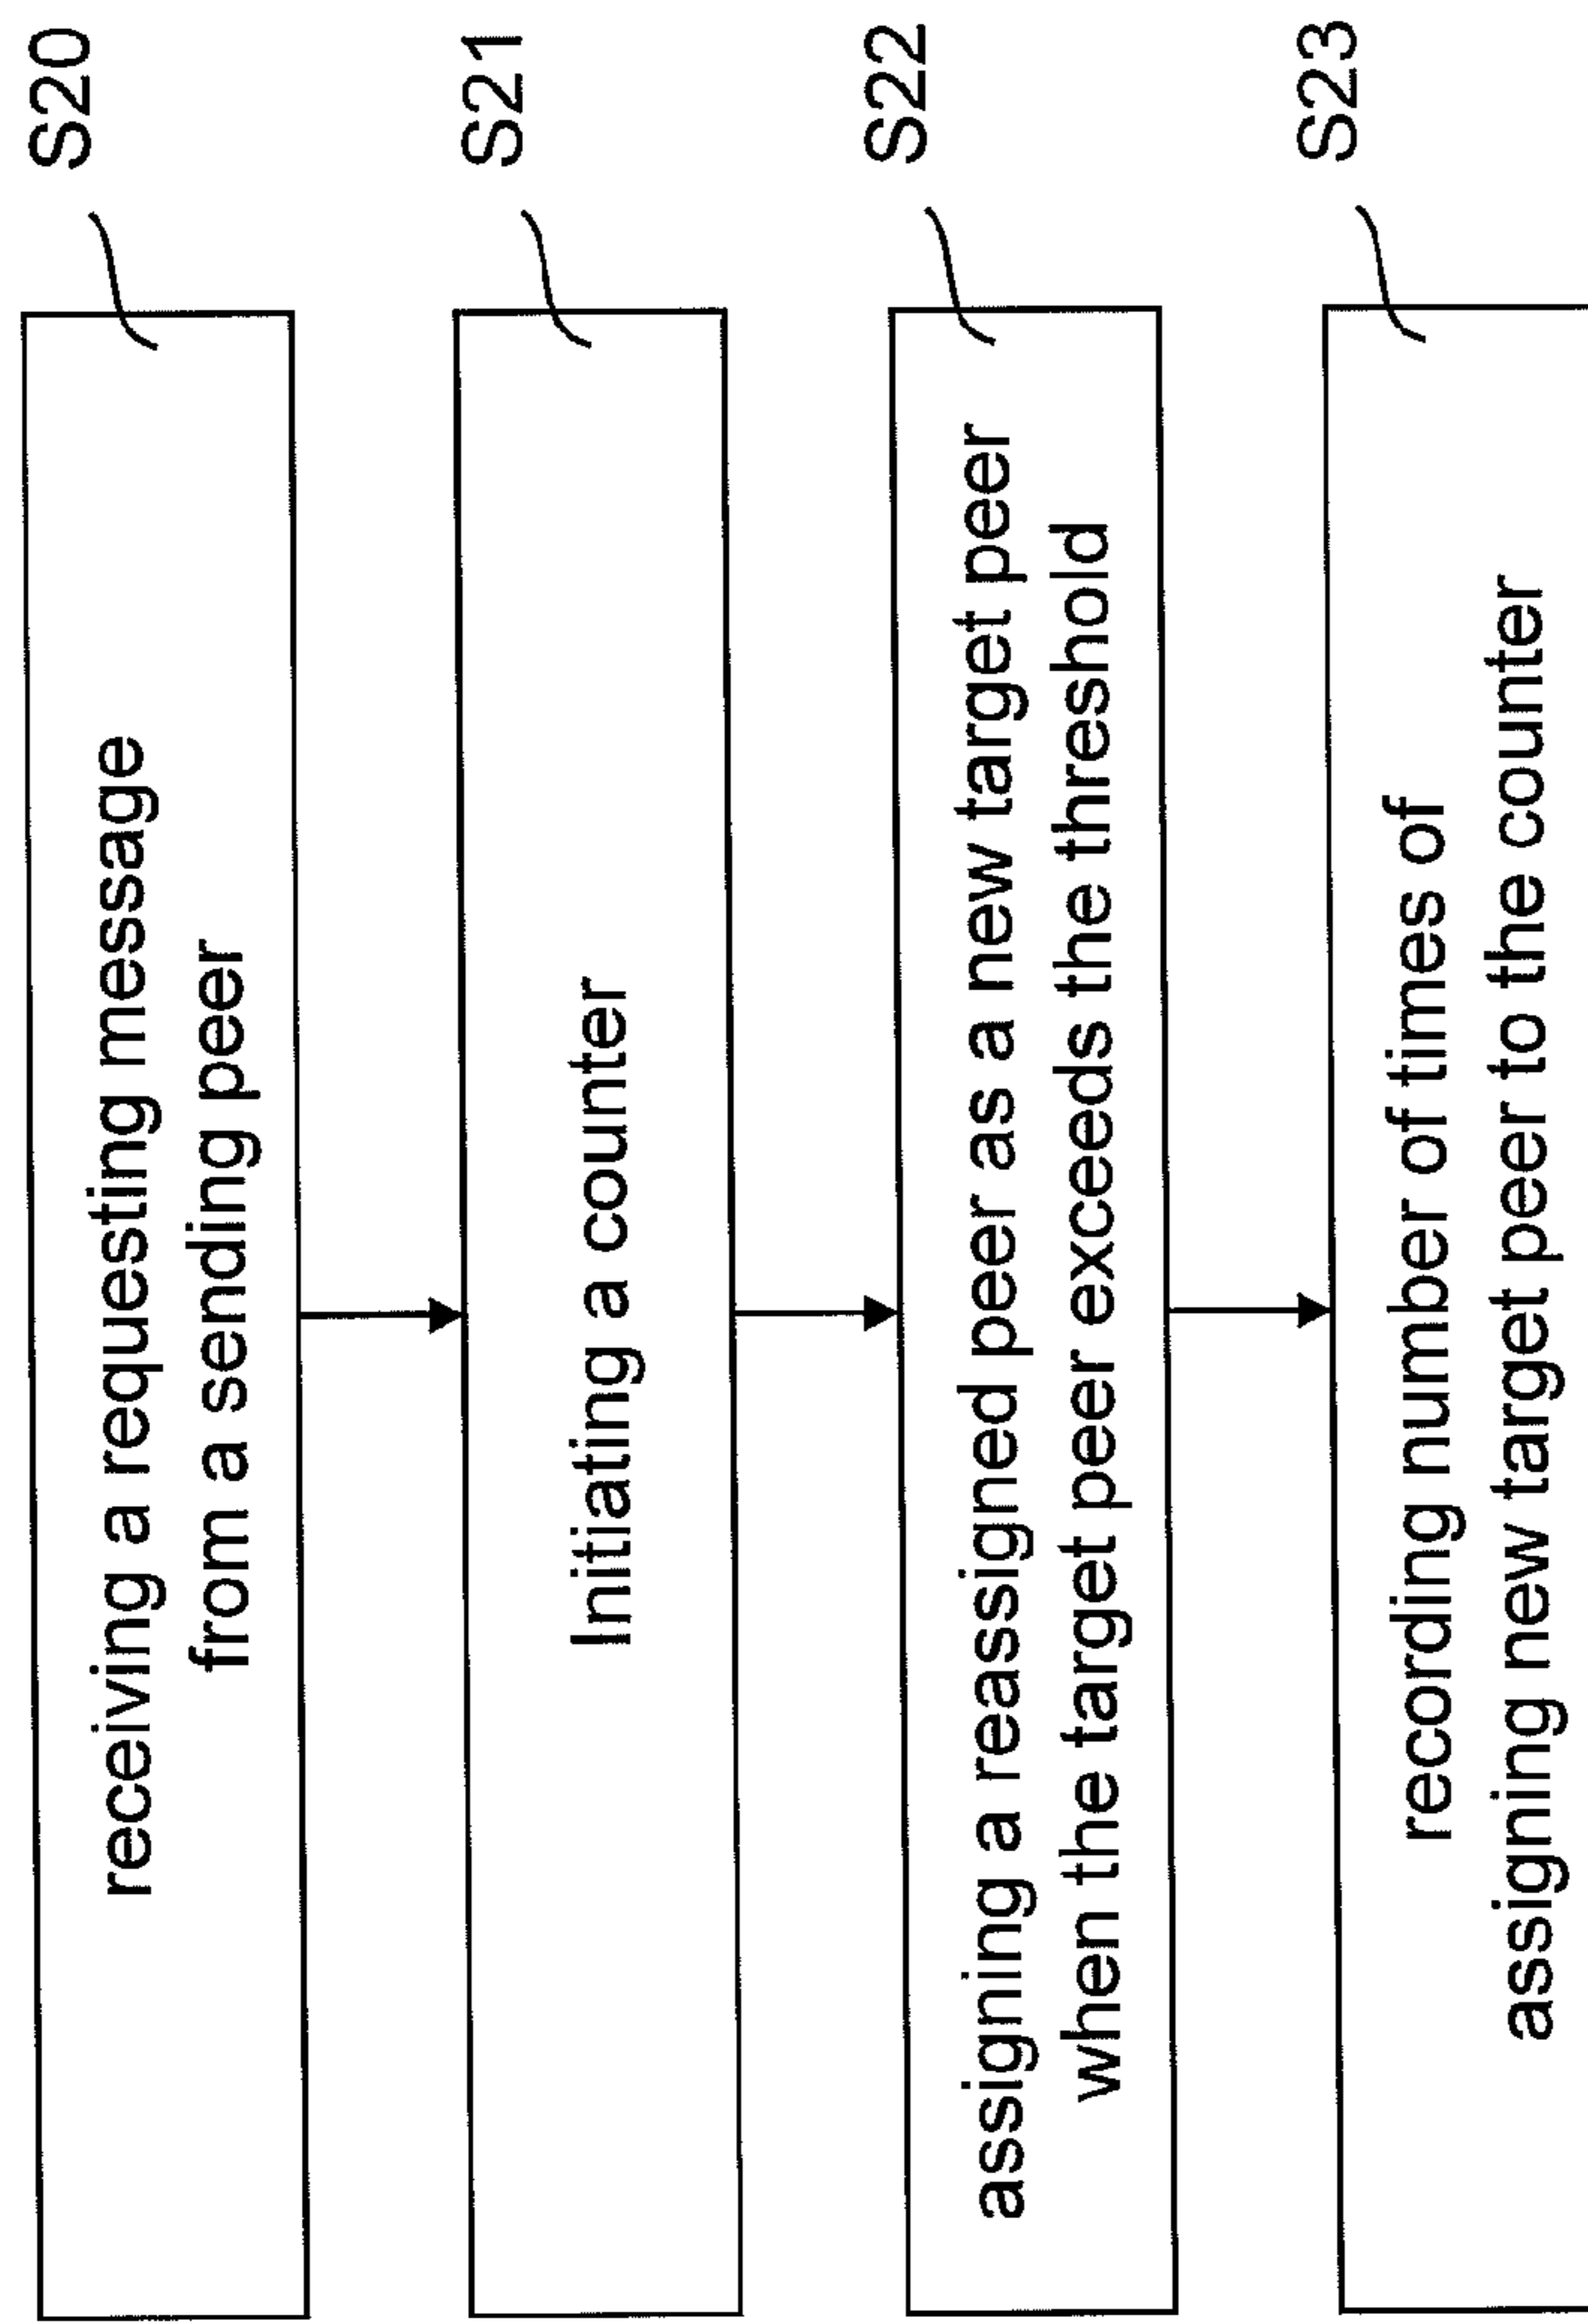 receiving a requesting message
from a sending peer
S20
Initiating a counter
S21
assigning a reassigned peer as a new target peer
when the target peer exceeds the threshold
S22
recording number of times of
assigning new target peer to the counter
S23